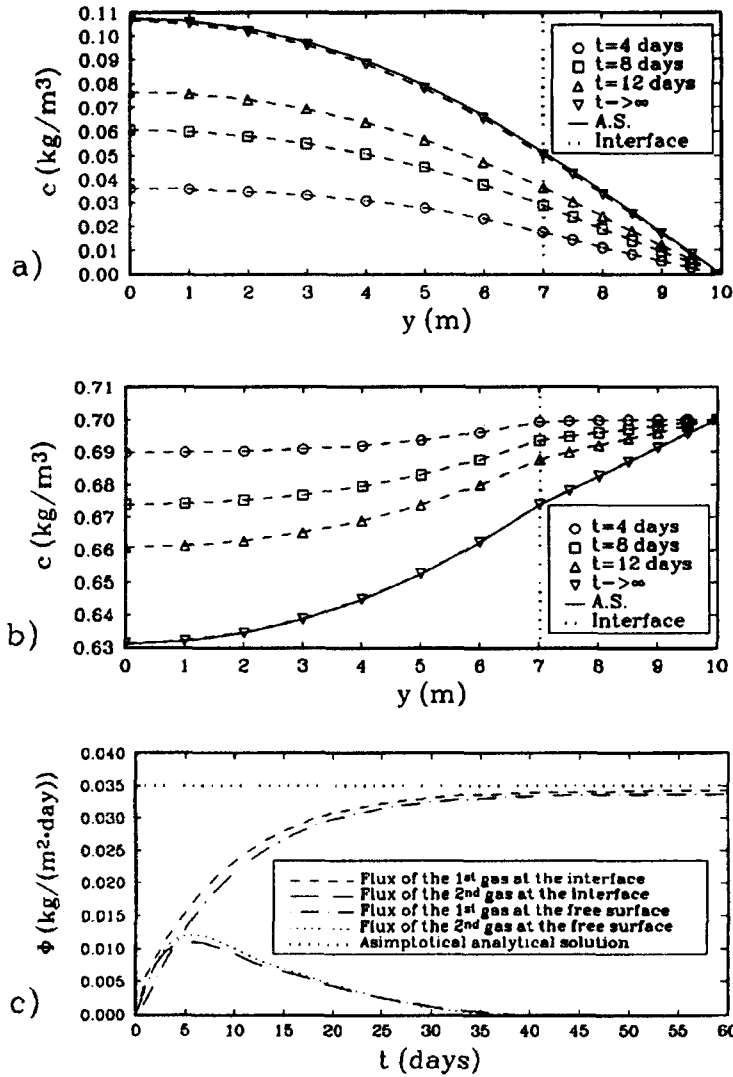 a)
c (kg/m³)
0.11
0.10
0.09
0.08
0.07
0.06
0.05
0.04
0.03
0.02
0.01
0.00
0 1 2 3 4 5 6 7 8 9 10
y (m)
t=4 days
t=8 days
t=12 days
t->∞
A.S.
Interface
b)
c (kg/m³)
0.71
0.70
0.69
0.68
0.67
0.66
0.65
0.64
0.63
0 1 2 3 4 5 6 7 8 9 10
y (m)
t=4 days
t=8 days
t=12 days
t->∞
A.S.
Interface
c)
Φ (kg/(m²·day))
0.040
0.035
0.030
0.025
0.020
0.015
0.010
0.005
0.000
0 5 10 15 20 25 30 35 40 45 50 55 60
t (days)
Flux of the 1st gas at the interface
Flux of the 2nd gas at the interface
Flux of the 1st gas at the free surface
Flux of the 2nd gas at the free surface
Asimptotical analytical solution